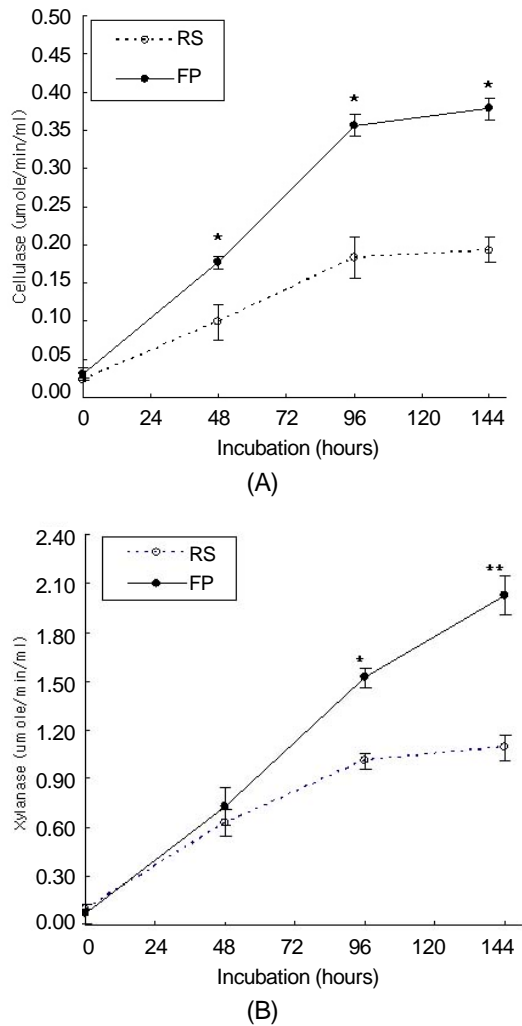 0.50
0.45
0.40
0.35
0.30
0.25
0.20
0.15
0.10
0.05
0.00
Cellulase (umole/min/ml)
RS
FP
*
*
*
0 24 48 72 96 120 144
Incubation (hours)
(A)
2.40
2.10
1.80
1.50
1.20
0.90
0.60
0.30
0.00
Xylanase (umole/min/ml)
RS
FP
*
**
0 24 48 72 96 120 144
Incubation (hours)
(B)